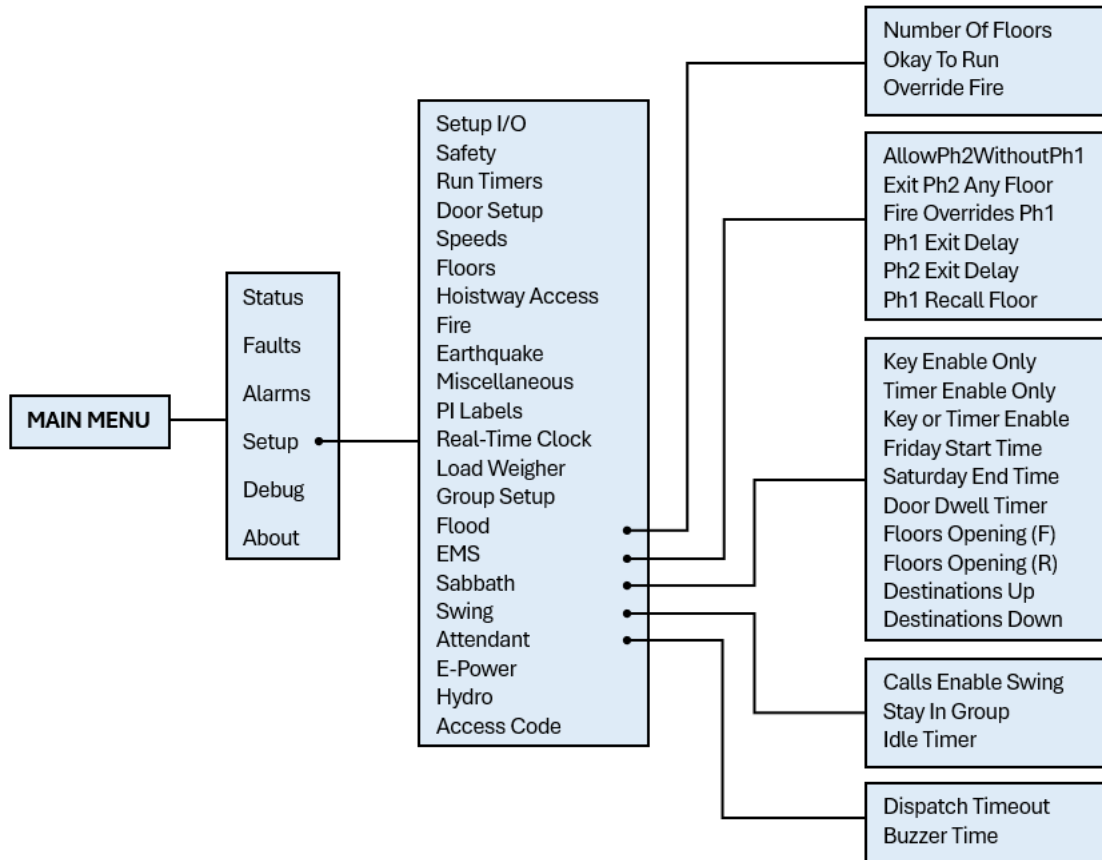 MAIN MENU
Status
Faults
Alarms
Setup
Debug
About
Setup I/O
Safety
Run Timers
Door Setup
Speeds
Floors
Hoistway Access
Fire
Earthquake
Miscellaneous
PI Labels
Real-Time Clock
Load Weigher
Group Setup
Flood
EMS
Sabbath
Swing
Attendant
E-Power
Hydro
Access Code
Number Of Floors
Okay To Run
Override Fire
AllowPh2WithoutPh1
Exit Ph2 Any Floor
Fire Overrides Ph1
Ph1 Exit Delay
Ph2 Exit Delay
Ph1 Recall Floor
Key Enable Only
Timer Enable Only
Key or Timer Enable
Friday Start Time
Saturday End Time
Door Dwell Timer
Floors Opening (F)
Floors Opening (R)
Destinations Up
Destinations Down
Calls Enable Swing
Stay In Group
Idle Timer
Dispatch Timeout
Buzzer Time